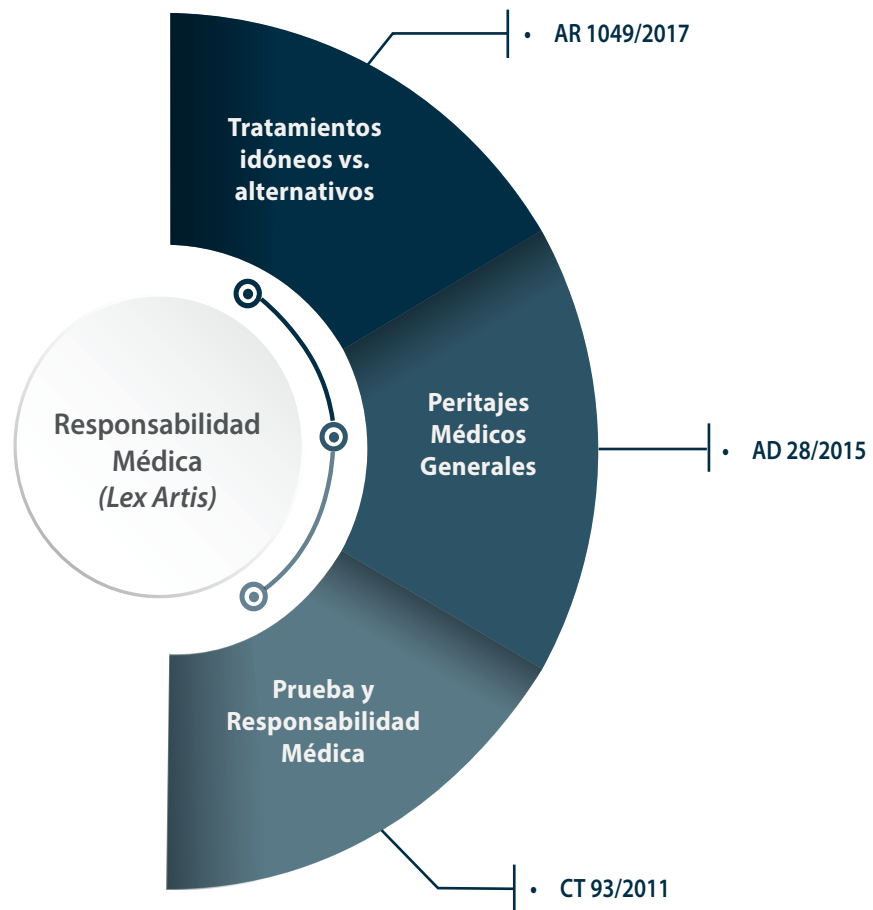 • AR 1049/2017
Tratamientos
idóneos vs.
alternativos
Responsabilidad
Médica
(Lex Artis)
Peritajes
Médicos
Generales
• AD 28/2015
Prueba y
Responsabilidad
Médica
• CT 93/2011